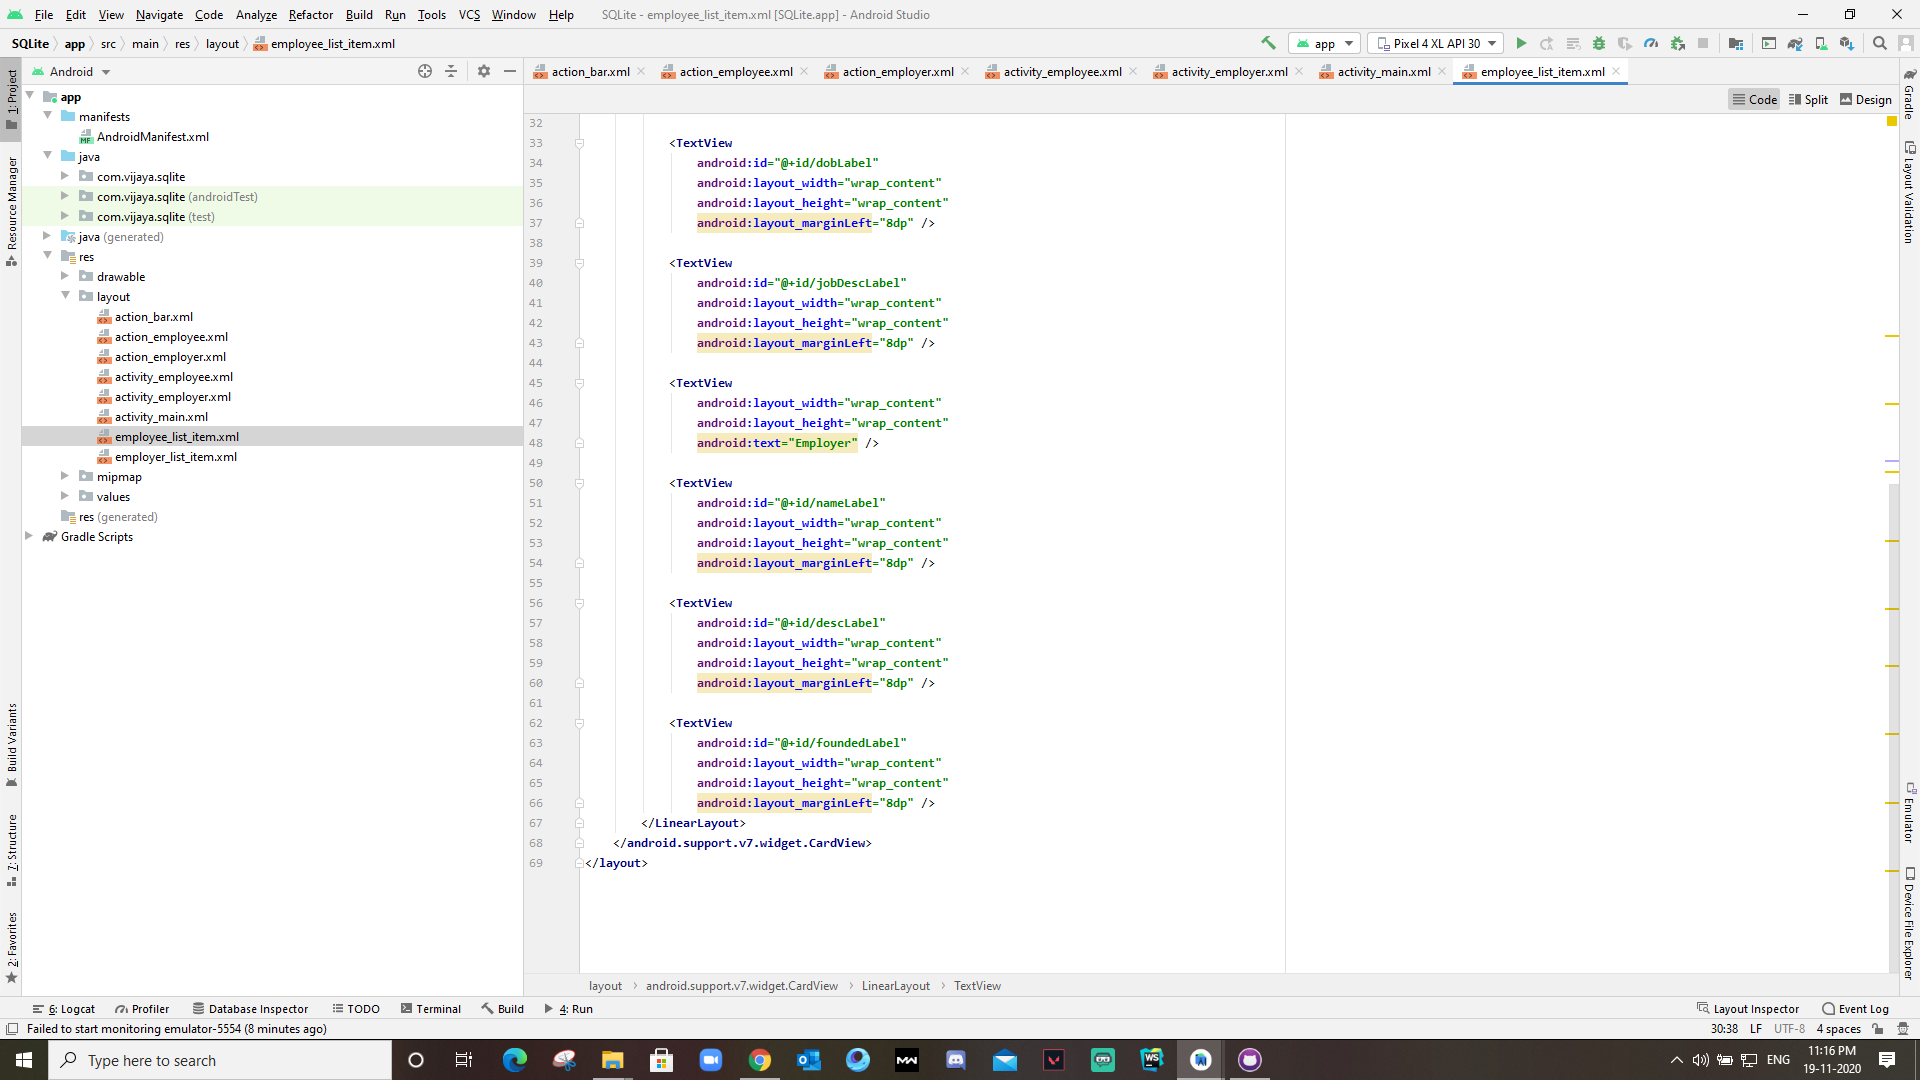 File Edit View Navigate Code Analyze Refactor Build Run Tools VCS Window Help SQLite - employee_list_item.xml [SQLite.app] - Android Studio
SQLite app src main res layout employee_list_item.xml app Pixel 4 XL API 30
Android action_bar.xml action_employee.xml action_employer.xml activity_employee.xml activity_employer.xml activity_main.xml employee_list_item.xml
Code Split Design
1: Project
Resource Manager
Build Variants
7: Structure
2: Favorites
app
manifests
AndroidManifest.xml
java
com.vijaya.sqlite
com.vijaya.sqlite (androidTest)
com.vijaya.sqlite (test)
java (generated)
res
drawable
layout
action_bar.xml
action_employee.xml
action_employer.xml
activity_employee.xml
activity_employer.xml
activity_main.xml
employee_list_item.xml
employer_list_item.xml
mipmap
values
res (generated)
Gradle Scripts
32
33 <TextView
34 android:id="@+id/dobLabel"
35 android:layout_width="wrap_content"
36 android:layout_height="wrap_content"
37 android:layout_marginLeft="8dp" />
38
39 <TextView
40 android:id="@+id/jobDescLabel"
41 android:layout_width="wrap_content"
42 android:layout_height="wrap_content"
43 android:layout_marginLeft="8dp" />
44
45 <TextView
46 android:layout_width="wrap_content"
47 android:layout_height="wrap_content"
48 android:text="Employer" />
49
50 <TextView
51 android:id="@+id/nameLabel"
52 android:layout_width="wrap_content"
53 android:layout_height="wrap_content"
54 android:layout_marginLeft="8dp" />
55
56 <TextView
57 android:id="@+id/descLabel"
58 android:layout_width="wrap_content"
59 android:layout_height="wrap_content"
60 android:layout_marginLeft="8dp" />
61
62 <TextView
63 android:id="@+id/foundedLabel"
64 android:layout_width="wrap_content"
65 android:layout_height="wrap_content"
66 android:layout_marginLeft="8dp" />
67 </LinearLayout>
68 </android.support.v7.widget.CardView>
69 </layout>
Gradle
Layout Validation
Emulator
Device File Explorer
layout android.support.v7.widget.CardView LinearLayout TextView
6: Logcat Profiler Database Inspector TODO Terminal Build 4: Run Layout Inspector Event Log
Failed to start monitoring emulator-5554 (8 minutes ago) 30:38 LF UTF-8 4 spaces
Type here to search ENG 11:16 PM
19-11-2020